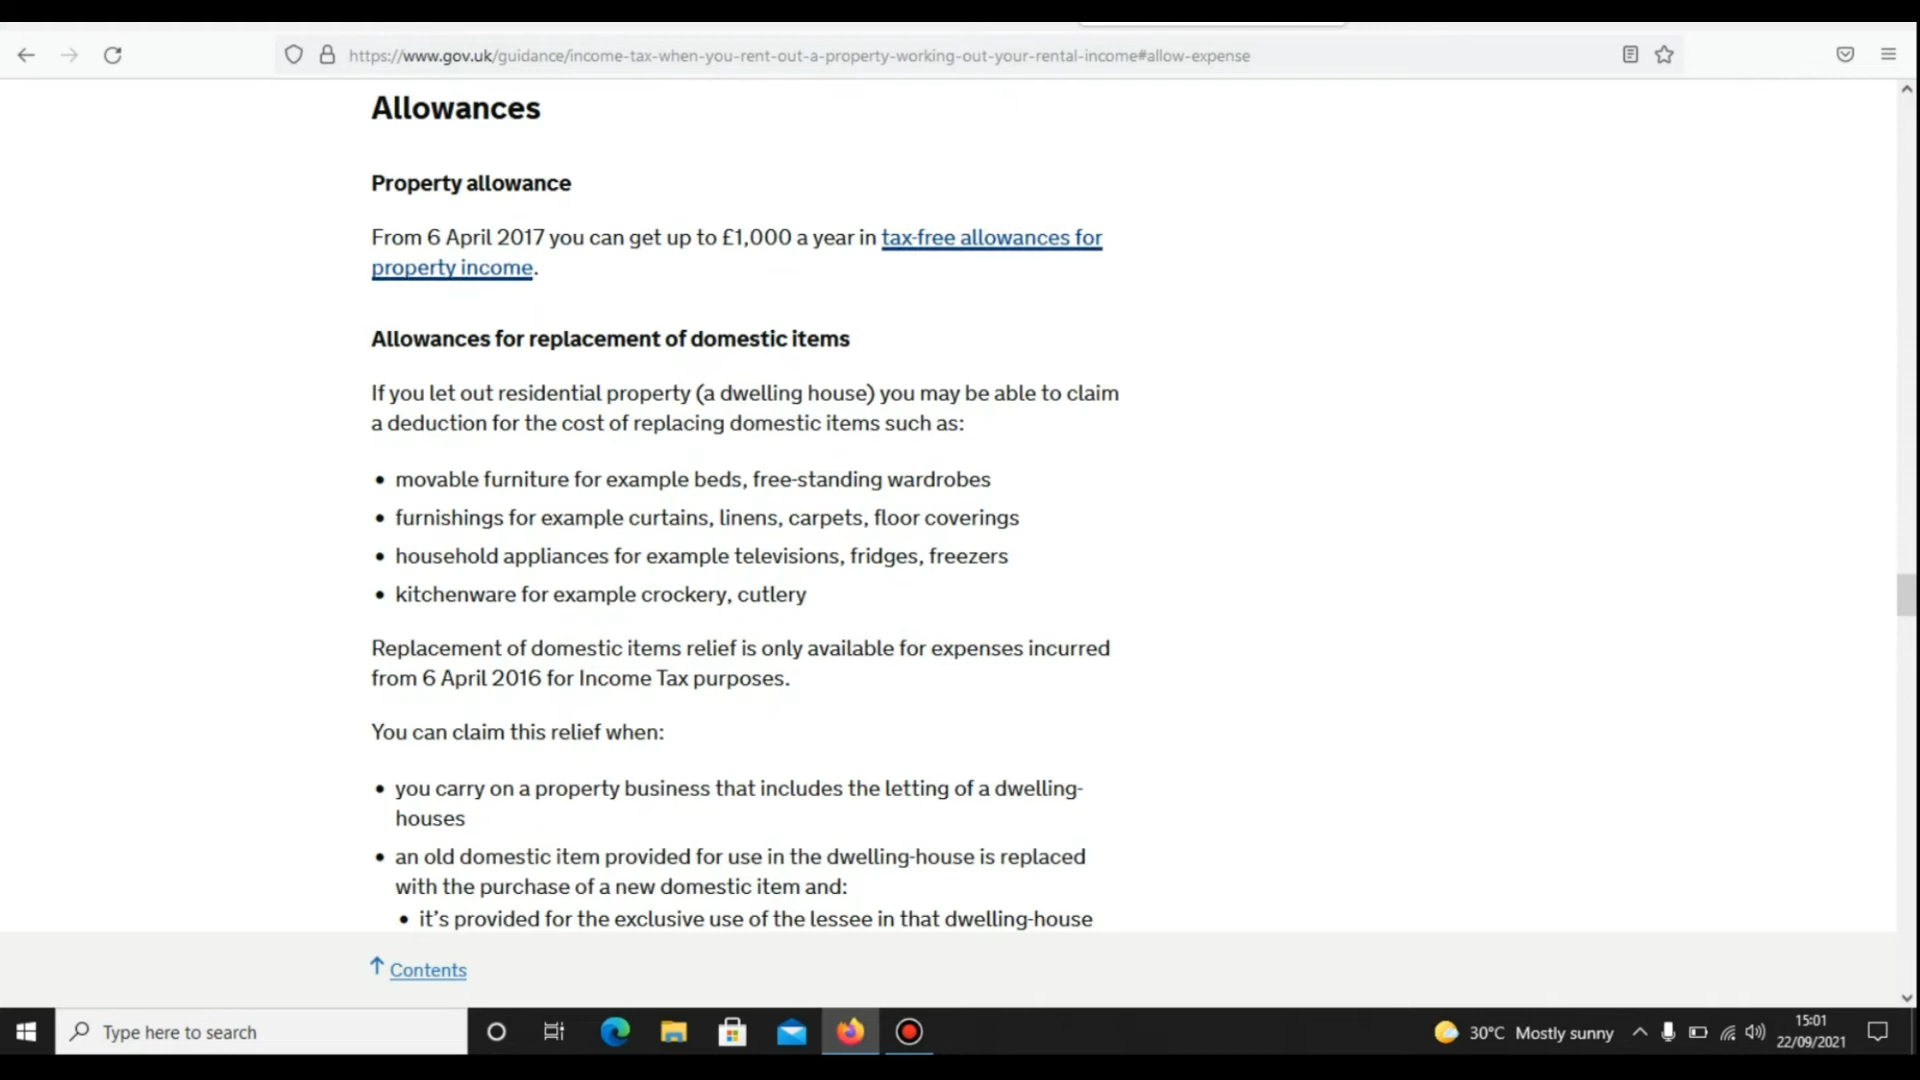 https://www.gov.uk/guidance/income-tax-when-you-rent-out-a-property-working-out-your-rental-income#allow-expense
Allowances
Property allowance
From 6 April 2017 you can get up to £1,000 a year in tax-free allowances for
property income.
Allowances for replacement of domestic items
If you let out residential property (a dwelling house) you may be able to claim
a deduction for the cost of replacing domestic items such as:
• movable furniture for example beds, free-standing wardrobes
• furnishings for example curtains, linens, carpets, floor coverings
• household appliances for example televisions, fridges, freezers
• kitchenware for example crockery, cutlery
Replacement of domestic items relief is only available for expenses incurred
from 6 April 2016 for Income Tax purposes.
You can claim this relief when:
• you carry on a property business that includes the letting of a dwelling-
houses
• an old domestic item provided for use in the dwelling-house is replaced
with the purchase of a new domestic item and:
• it's provided for the exclusive use of the lessee in that dwelling-house
↑ Contents
Type here to search
30°C Mostly sunny
15:01
22/09/2021